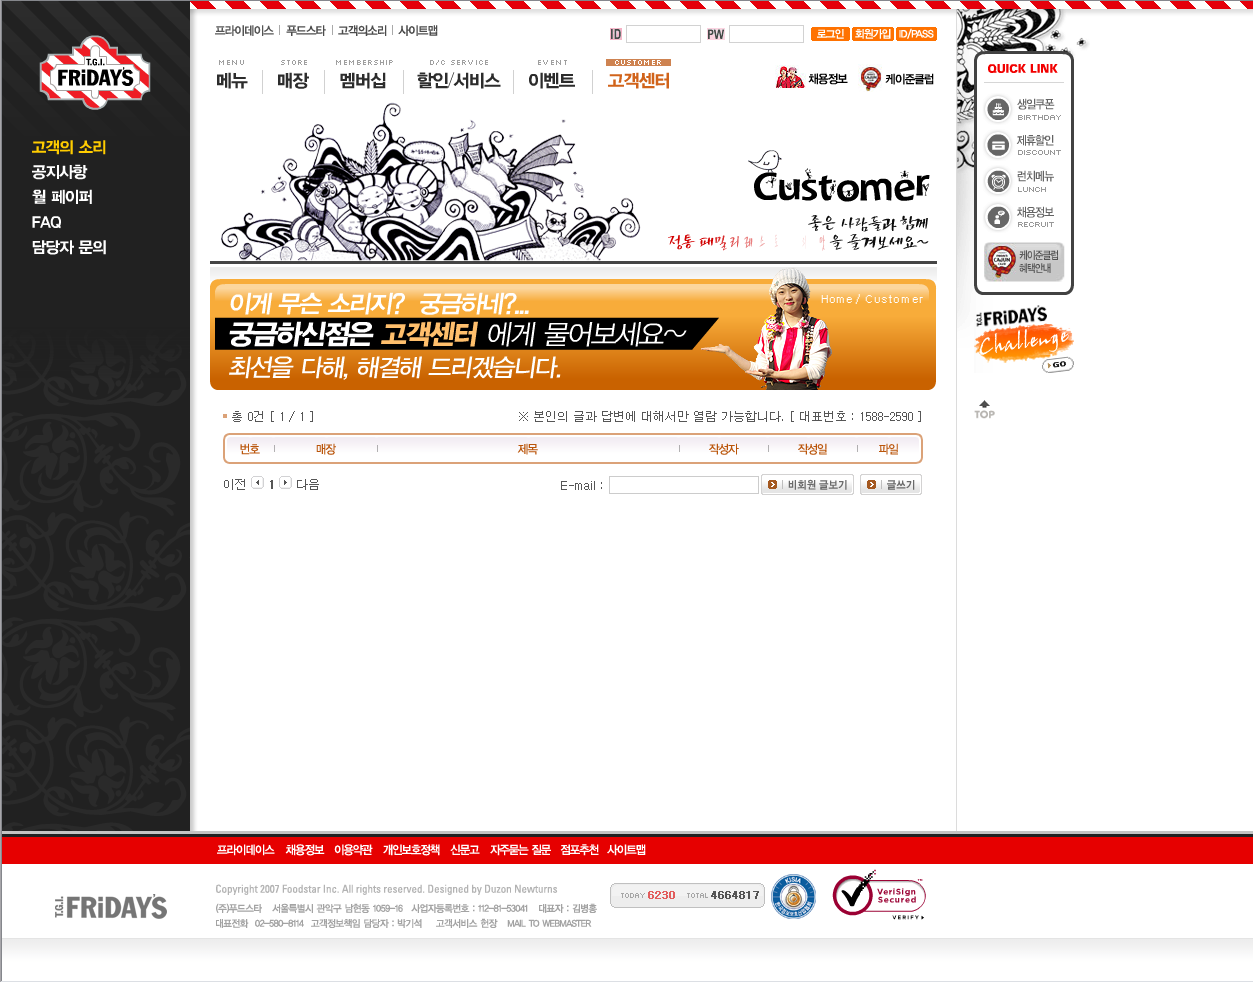 프라이데이스 | 푸드스타 | 고객의소리 | 사이트맵
ID PW 로그인 회원가입 ID/PASS
T.G.I.
FRiDAY'S
MENU STORE MEMBERSHIP D/C SERVICE EVENT CUSTOMER
메뉴 매장 멤버십 할인/서비스 이벤트 고객센터
채용정보 케이준클럽
고객의 소리
공지사항
월 페이퍼
FAQ
담당자 문의
Customer
좋은 사람들과 함께
정통 패밀리레스 을 즐겨보세요~
이게 무슨 소리지? 궁금하네?...
Home / Customer
궁금하신점은 고객센터 에게 물어보세요~
최선을 다해, 해결해 드리겠습니다.
총 0건 [ 1 / 1 ]
※ 본인의 글과 답변에 대해서만 열람 가능합니다. [ 대표번호 : 1588-2590 ]
번호 매장 제목 작성자 작성일 파일
이전 1 다음
E-mail : 비회원 글보기 글쓰기
QUICK LINK
생일쿠폰
BIRTHDAY
제휴할인
DISCOUNT
런치메뉴
LUNCH
채용정보
RECRUIT
케이준클럽
혜택안내
T.G.I. FRiDAY'S
Challenge
GO
TOP
프라이데이스 채용정보 이용약관 개인보호정책 신문고 자주묻는 질문 점포추천 사이트맵
T.G.I. FRiDAY'S
Copyright 2007 Foodstar Inc. All rights reserved. Designed by Duzon Newturns
(주)푸드스타 서울특별시 관악구 남현동 1059-16 사업자등록번호 : 112-81-53041 대표자 : 김병흥
대표전화 02-580-8114 고객정보책임 담당자 : 박기석 고객서비스 헌장 MAIL TO WEBMASTER
TODAY 6230 TOTAL 4664817
KISIA
VeriSign
Secured
VERIFY